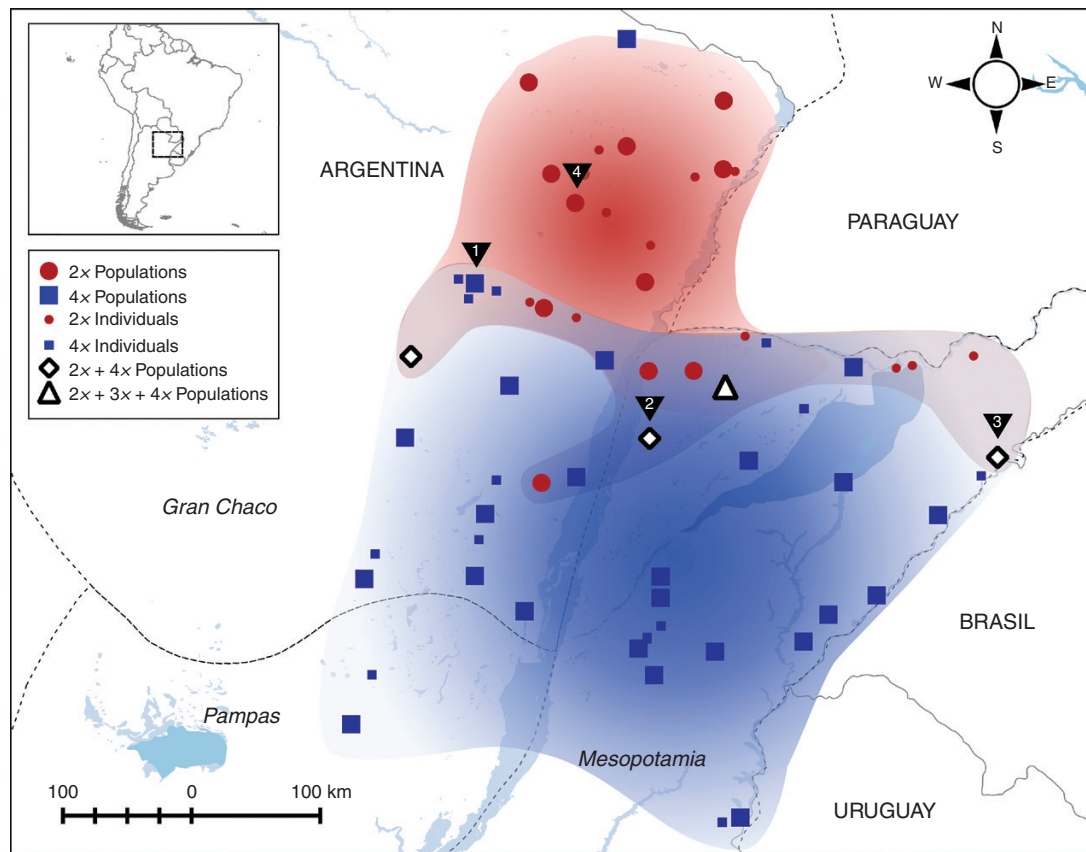 N
W E
S
ARGENTINA
4
PARAGUAY
1
2× Populations
4× Populations
2× Individuals
4× Individuals
2× + 4× Populations
2× + 3× + 4× Populations
2
3
Gran Chaco
BRASIL
Pampas
Mesopotamia
100 0 100 km
URUGUAY